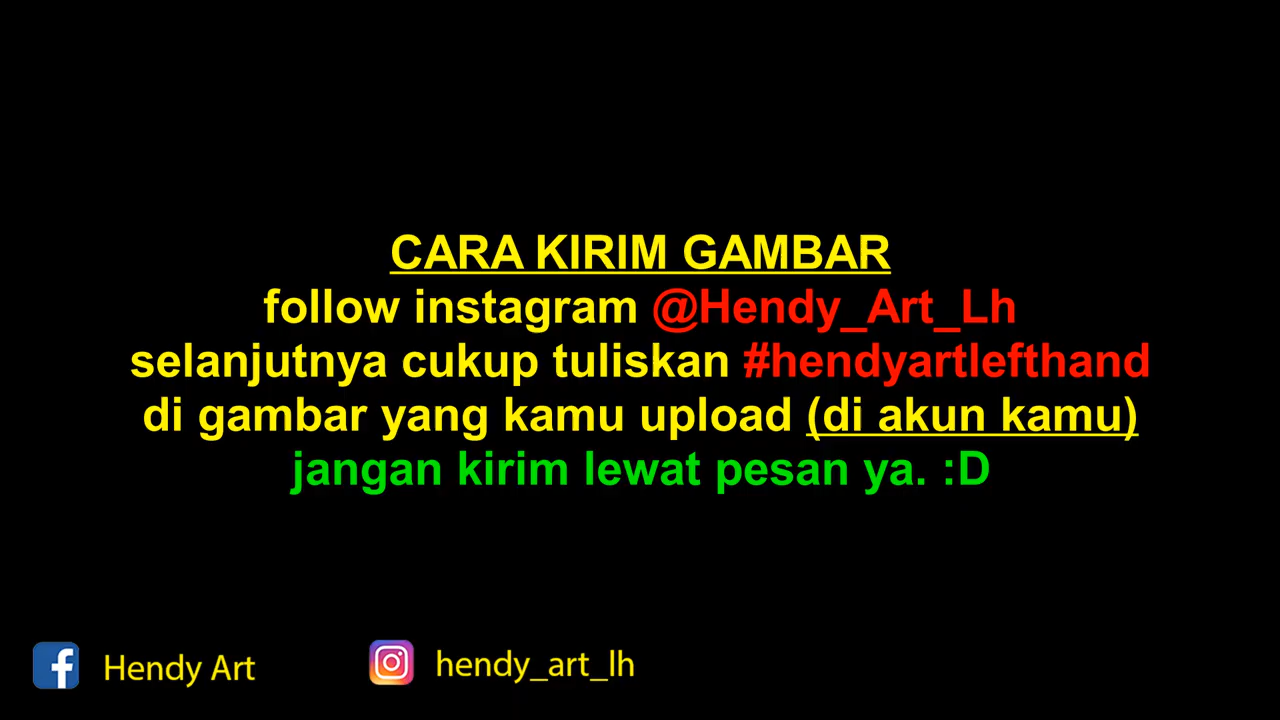 CARA KIRIM GAMBAR
follow instagram @Hendy_Art_Lh
selanjutnya cukup tuliskan #hendyartlefthand
di gambar yang kamu upload (di akun kamu)
jangan kirim lewat pesan ya. :D
Hendy Art
hendy_art_lh